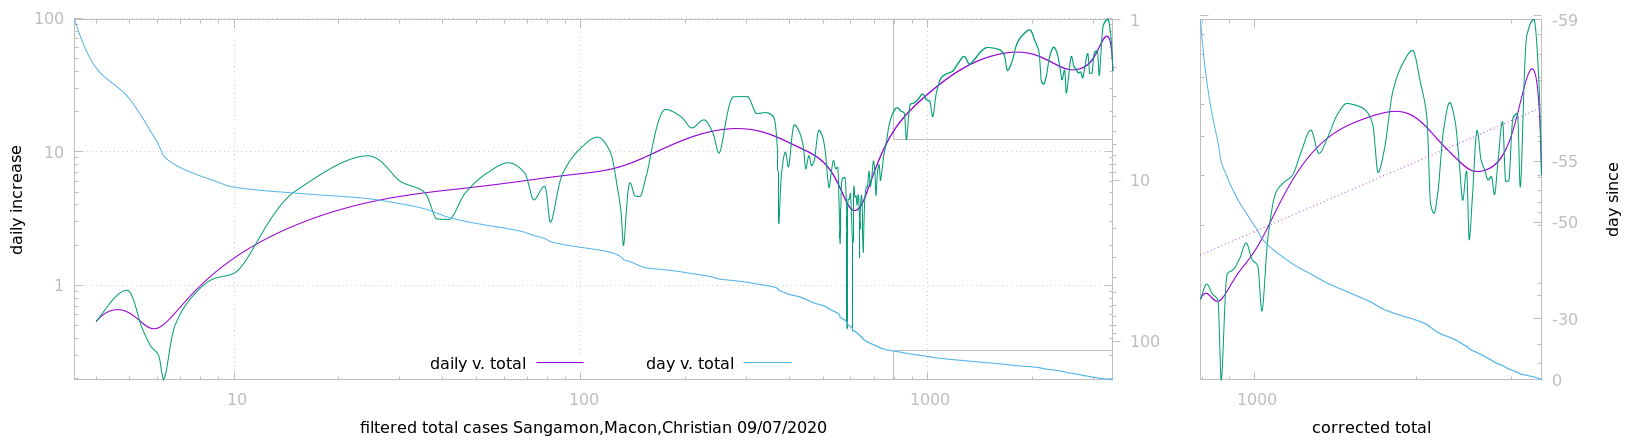 100
10
1
daily increase
10
100
1000
1
10
100
daily v. total
day v. total
filtered total cases Sangamon,Macon,Christian 09/07/2020
-59
-55
-50
-30
0
day since
1000
corrected total